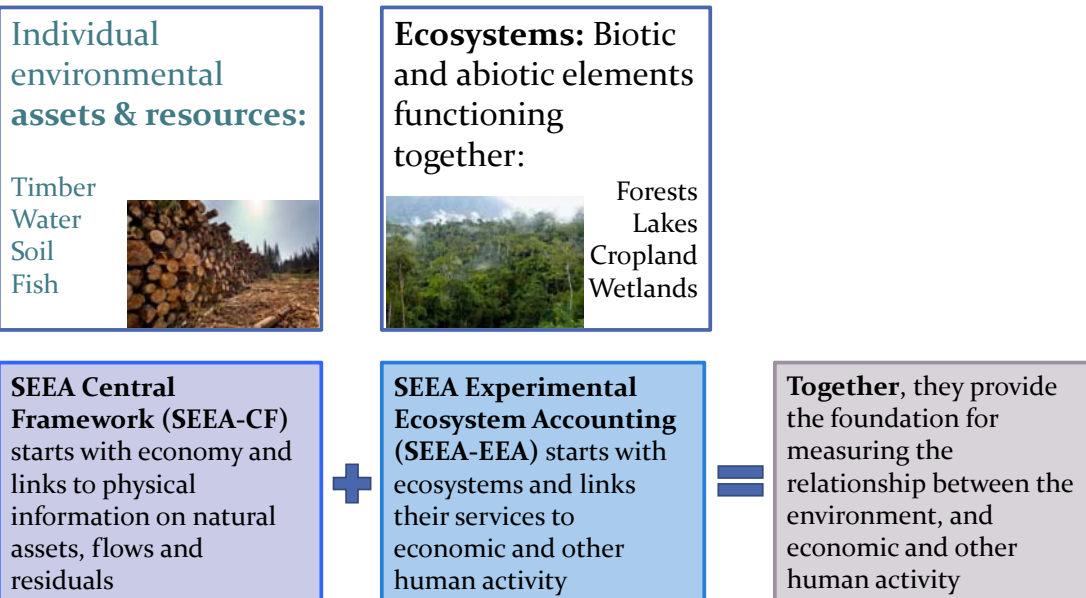 Individual
environmental
assets & resources:
Timber
Water
Soil
Fish
Ecosystems: Biotic
and abiotic elements
functioning
together:
Forests
Lakes
Cropland
Wetlands
SEEA Central
Framework (SEEA-CF)
starts with economy and
links to physical
information on natural
assets, flows and
residuals
SEEA Experimental
Ecosystem Accounting
(SEEA-EEA) starts with
ecosystems and links
their services to
economic and other
human activity
Together, they provide
the foundation for
measuring the
relationship between the
environment, and
economic and other
human activity